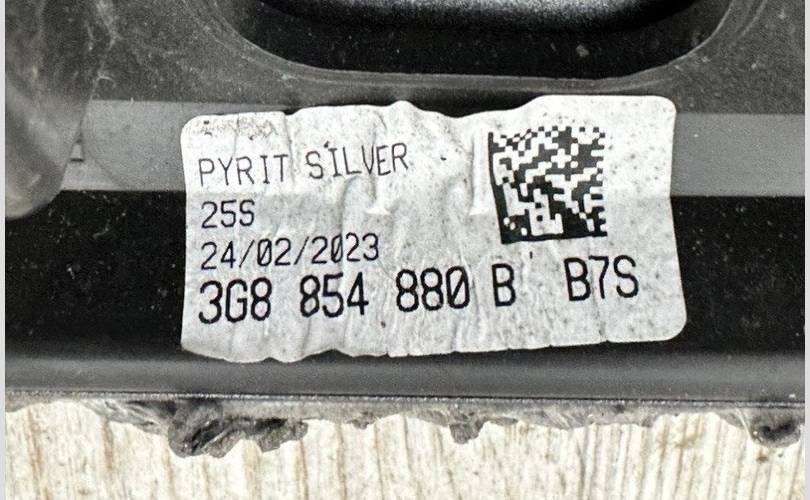 PYRIT SILVER
25S
24/02/2023
3G8 854 880 B B7S